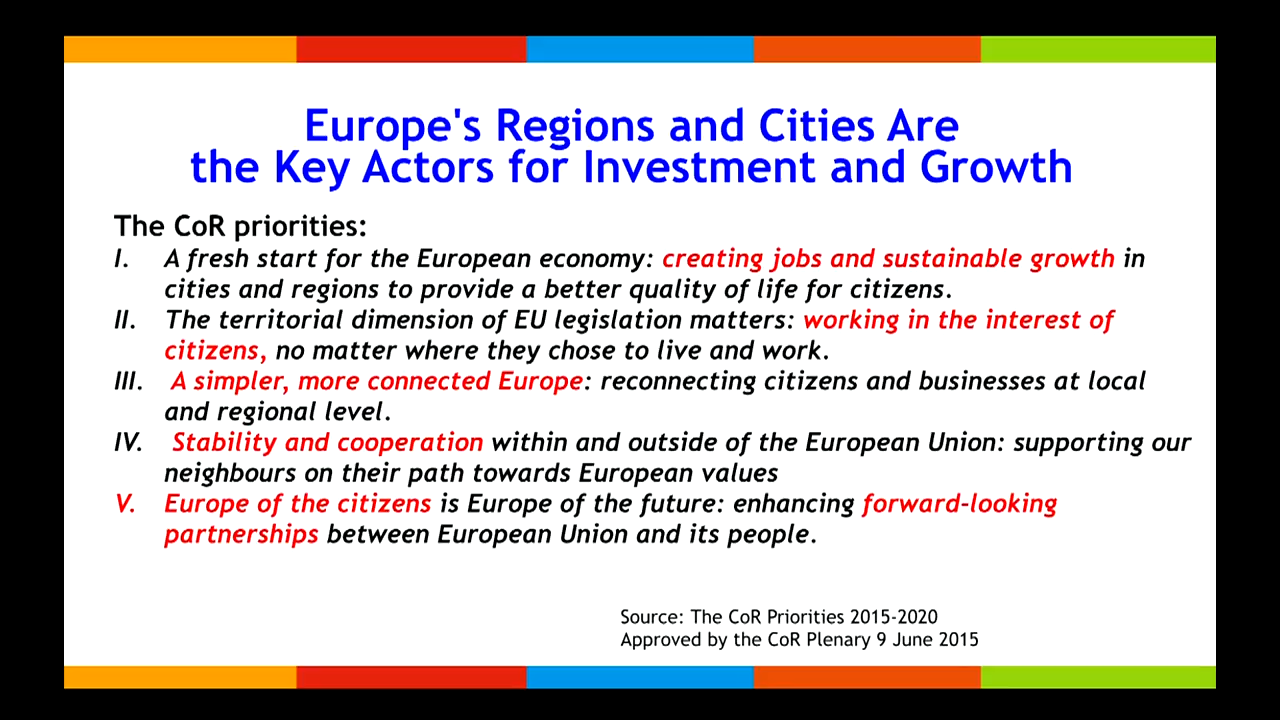 Europe's Regions and Cities Are
the Key Actors for Investment and Growth
The CoR priorities:
I. A fresh start for the European economy: creating jobs and sustainable growth in
cities and regions to provide a better quality of life for citizens.
II. The territorial dimension of EU legislation matters: working in the interest of
citizens, no matter where they chose to live and work.
III. A simpler, more connected Europe: reconnecting citizens and businesses at local
and regional level.
IV. Stability and cooperation within and outside of the European Union: supporting our
neighbours on their path towards European values
V. Europe of the citizens is Europe of the future: enhancing forward-looking
partnerships between European Union and its people.
Source: The CoR Priorities 2015-2020
Approved by the CoR Plenary 9 June 2015